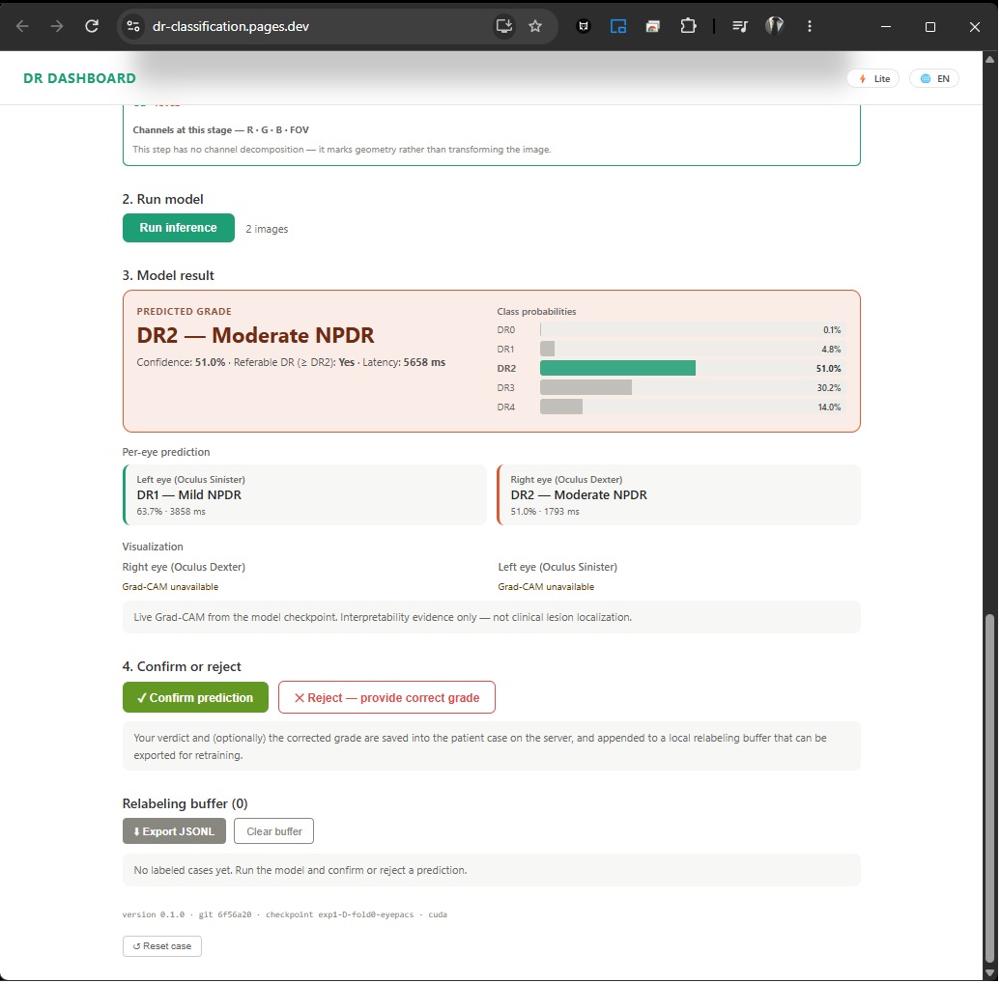 dr-classification.pages.dev
DR DASHBOARD
Lite
EN
Channels at this stage — R · G · B · FOV
This step has no channel decomposition — it marks geometry rather than transforming the image.
2. Run model
Run inference
2 images
3. Model result
PREDICTED GRADE
DR2 — Moderate NPDR
Confidence: 51.0% · Referable DR (≥ DR2): Yes · Latency: 5658 ms
Class probabilities
DR0 0.1%
DR1 4.8%
DR2 51.0%
DR3 30.2%
DR4 14.0%
Per-eye prediction
Left eye (Oculus Sinister)
DR1 — Mild NPDR
63.7% · 3858 ms
Right eye (Oculus Dexter)
DR2 — Moderate NPDR
51.0% · 1793 ms
Visualization
Right eye (Oculus Dexter)
Grad-CAM unavailable
Left eye (Oculus Sinister)
Grad-CAM unavailable
Live Grad-CAM from the model checkpoint. Interpretability evidence only — not clinical lesion localization.
4. Confirm or reject
✓ Confirm prediction
✕ Reject — provide correct grade
Your verdict and (optionally) the corrected grade are saved into the patient case on the server, and appended to a local relabeling buffer that can be
exported for retraining.
Relabeling buffer (0)
⬇ Export JSONL
Clear buffer
No labeled cases yet. Run the model and confirm or reject a prediction.
version 0.1.0 · git 6f56a20 · checkpoint exp1-D-fold0-eyepacs · cuda
↺ Reset case